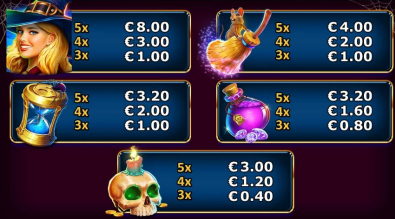 5x €8.00
4x €3.00
3x €1.00
5x €4.00
4x €2.00
3x €1.00
5x €3.20
4x €2.00
3x €1.00
5x €3.20
4x €1.60
3x €0.80
5x €3.00
4x €1.20
3x €0.40